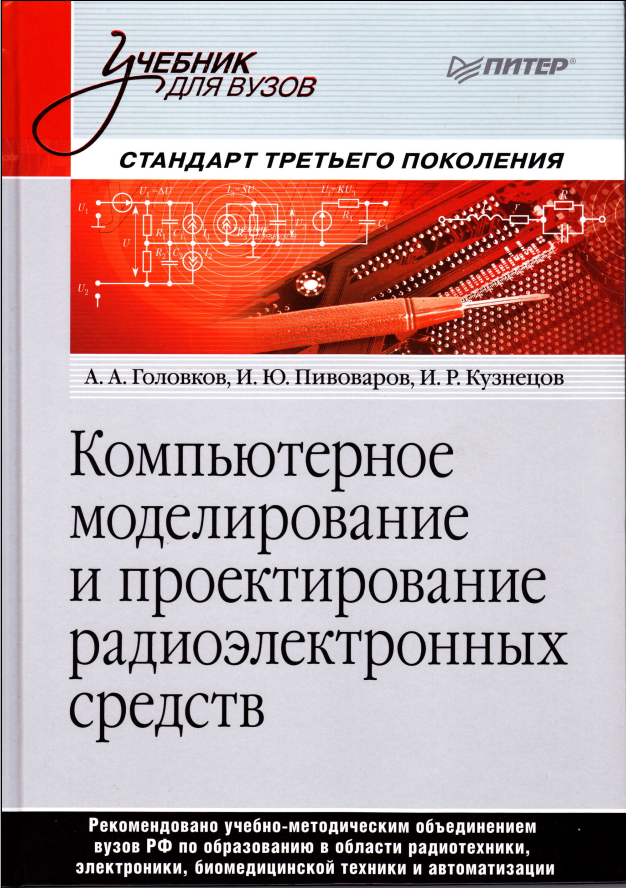 УЧЕБНИК
ДЛЯ ВУЗОВ
ПИТЕР®
СТАНДАРТ ТРЕТЬЕГО ПОКОЛЕНИЯ
А. А. Головков, И. Ю. Пивоваров, И. Р. Кузнецов
Компьютерное
моделирование
и проектирование
радиоэлектронных
средств
Рекомендовано учебно-методическим объединением
вузов РФ по образованию в области радиотехники,
электроники, биомедицинской техники и автоматизации